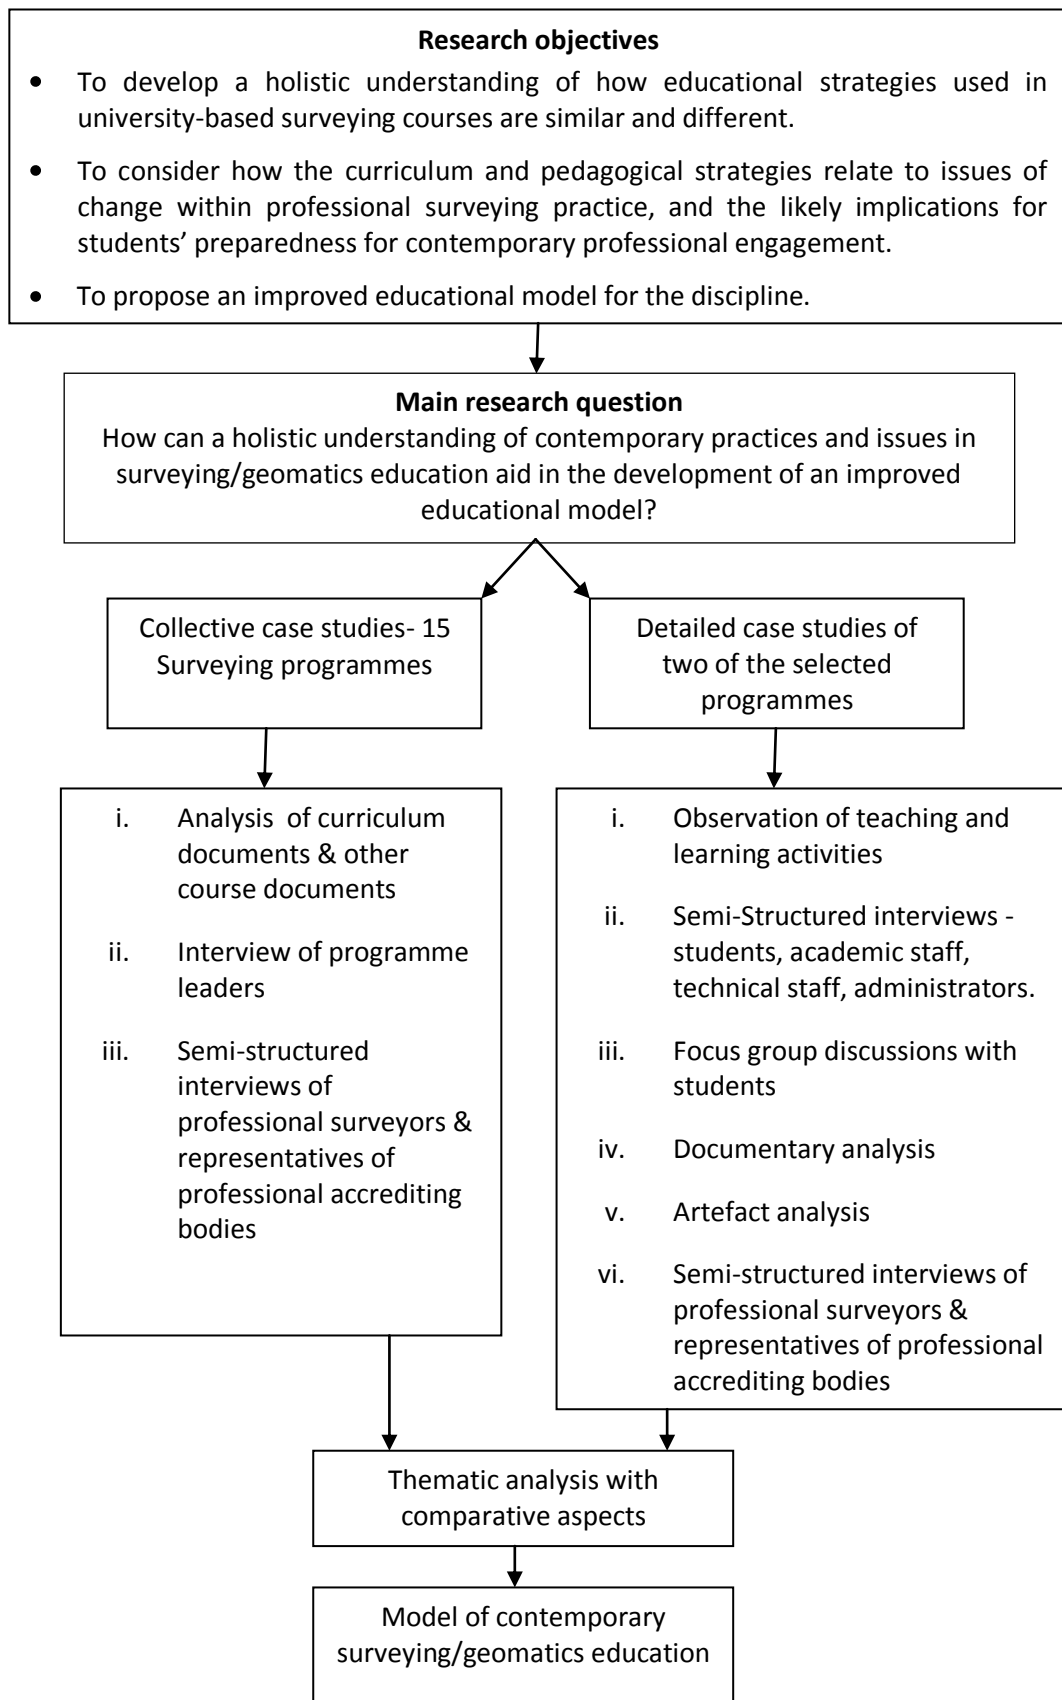 Research objectives
• To develop a holistic understanding of how educational strategies used in
university-based surveying courses are similar and different.
• To consider how the curriculum and pedagogical strategies relate to issues of
change within professional surveying practice, and the likely implications for
students’ preparedness for contemporary professional engagement.
• To propose an improved educational model for the discipline.
Main research question
How can a holistic understanding of contemporary practices and issues in
surveying/geomatics education aid in the development of an improved
educational model?
Collective case studies- 15
Surveying programmes
Detailed case studies of
two of the selected
programmes
i. Analysis of curriculum
documents & other
course documents
ii. Interview of programme
leaders
iii. Semi-structured
interviews of
professional surveyors &
representatives of
professional accrediting
bodies
i. Observation of teaching and
learning activities
ii. Semi-Structured interviews -
students, academic staff,
technical staff, administrators.
iii. Focus group discussions with
students
iv. Documentary analysis
v. Artefact analysis
vi. Semi-structured interviews of
professional surveyors &
representatives of professional
accrediting bodies
Thematic analysis with
comparative aspects
Model of contemporary
surveying/geomatics education